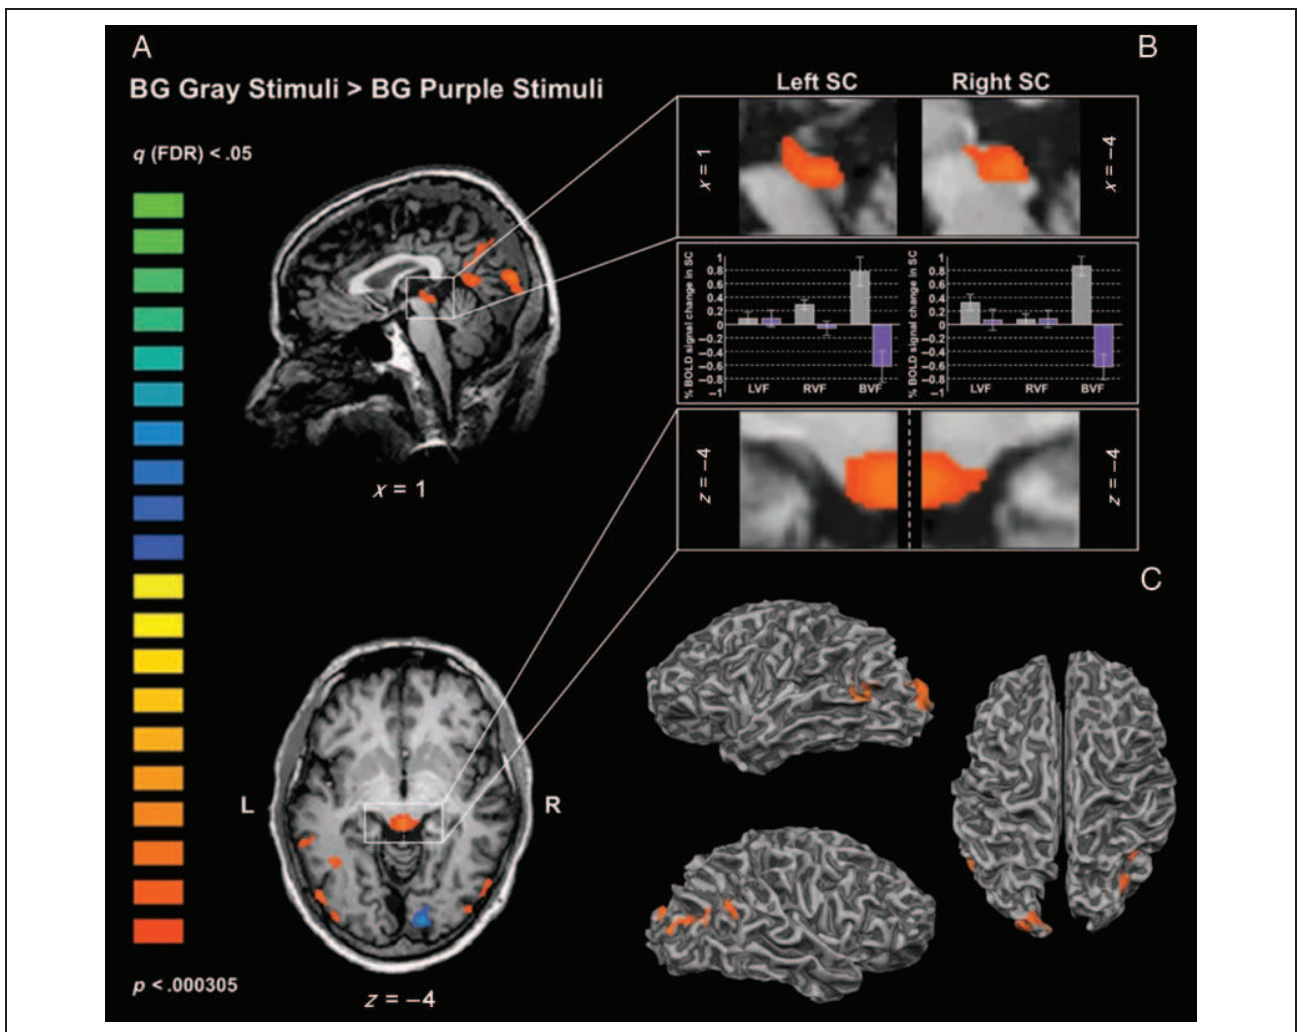 A
B
BG Gray Stimuli > BG Purple Stimuli
Left SC
Right SC
q (FDR) < .05
x = 1
x = −4
% BOLD signal change in SC
1
0.8
0.6
0.4
0.2
0
−0.2
−0.4
−0.6
−0.8
−1
LVF
RVF
BVF
% BOLD signal change in SC
1
0.8
0.6
0.4
0.2
0
−0.2
−0.4
−0.6
−0.8
−1
LVF
RVF
BVF
x = 1
z = −4
z = −4
C
L
R
p < .000305
z = −4